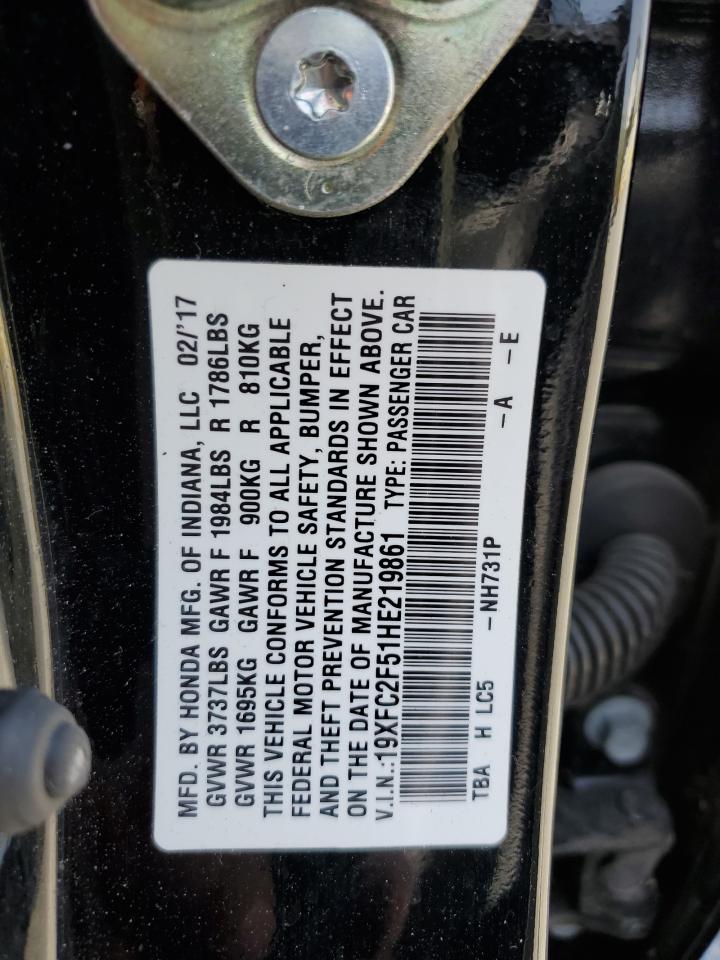 MFD. BY HONDA MFG. OF INDIANA, LLC 02/'17
GVWR 3737LBS GAWR F 1984LBS R 1786LBS
GVWR 1695KG GAWR F 900KG R 810KG
THIS VEHICLE CONFORMS TO ALL APPLICABLE
FEDERAL MOTOR VEHICLE SAFETY, BUMPER,
AND THEFT PREVENTION STANDARDS IN EFFECT
ON THE DATE OF MANUFACTURE SHOWN ABOVE.
V.I.N.:19XFC2F51HE219861 TYPE: PASSENGER CAR
TBA H LC5 -NH731P -A -E